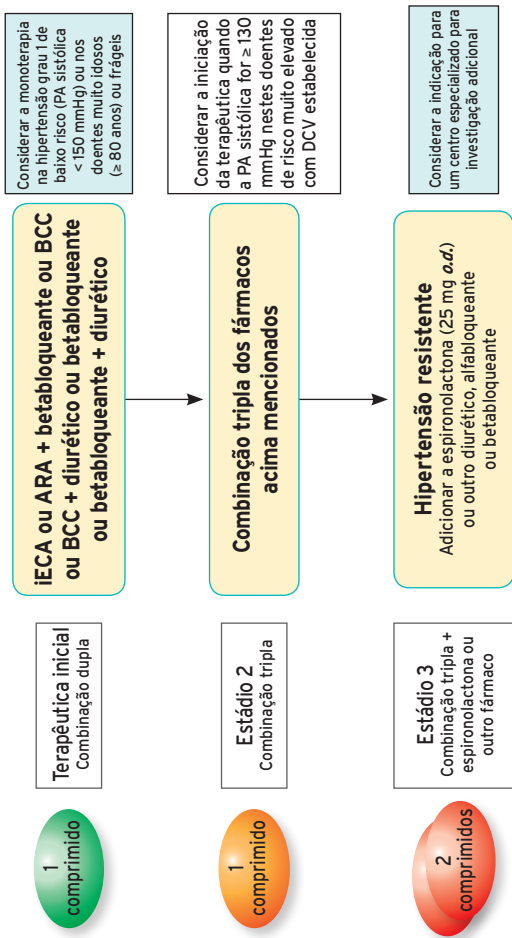 1
comprimido
Terapêutica inicial
Combinação dupla
iECA ou ARA + betabloqueante ou BCC
ou BCC + diurético ou betabloqueante
ou betabloqueante + diurético
Considerar a monoterapia
na hipertensão grau 1 de
baixo risco (PA sistólica
<150 mmHg) ou nos
doentes muito idosos
(≥ 80 anos) ou frágeis
1
comprimido
Estádio 2
Combinação tripla
Combinação tripla dos fármacos
acima mencionados
Considerar a iniciação
da terapêutica quando
a PA sistólica for ≥ 130
mmHg nestes doentes
de risco muito elevado
com DCV estabelecida
2
comprimidos
Estádio 3
Combinação tripla +
espironolactona ou
outro fármaco
Hipertensão resistente
Adicionar a espironolactona (25 mg o.d.)
ou outro diurético, alfabloqueante
ou betabloqueante
Considerar a indicação para
um centro especializado para
investigação adicional